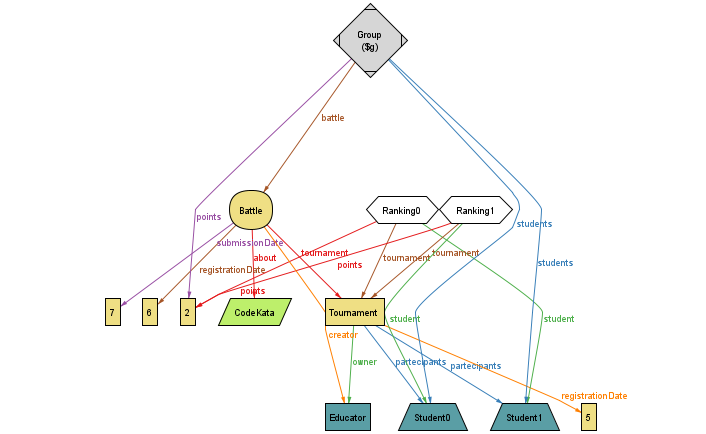 Group
($g)
battle
Battle
Ranking0
Ranking1
points
students
submissionDate
about
tournament
tournament
tournament
students
registrationDate
points
points
7
6
2
CodeKata
Tournament
student
student
creator
owner
partecipants
partecipants
registrationDate
Educator
Student0
Student1
5